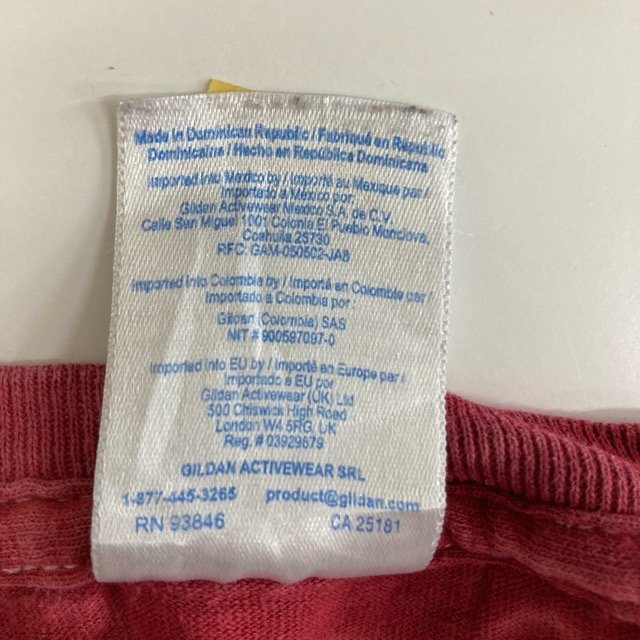 Made in Dominican Republic / Fabriqué en République
Dominicaine / Hecho en República Dominicana
Imported into Mexico by / Importé au Mexique par /
Importado a México por:
Gildan Activewear Mexico S.A. de C.V.
Calle San Miguel 1001 Colonia El Pueblo Monclova,
Coahuila 25730
RFC: GAM-050502-JA8
Imported into Colombia by / Importé en Colombie par /
Importado a Colombia por:
Gildan (Colombia) SAS
NIT #900597097-0
Imported into EU by / Importé en Europe par /
Importado a EU por
Gildan Activewear (UK) Ltd
500 Chiswick High Road
London W4 5RG, UK
Reg. # 03929679
GILDAN ACTIVEWEAR SRL
1-877-445-3265 product@gildan.com
RN 93846 CA 25181